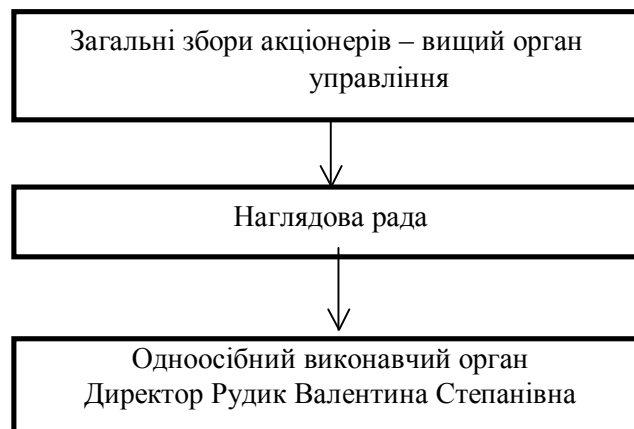 Загальні збори акціонерів – вищий орган
управління
Наглядова рада
Одноосібний виконавчий орган
Директор Рудик Валентина Степанівна